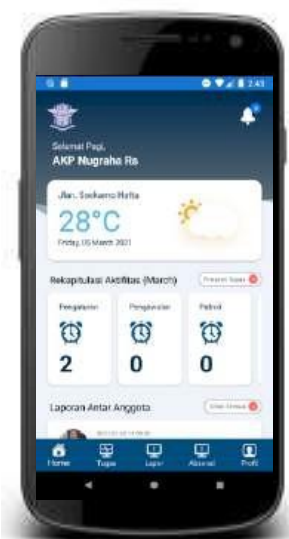 2:43
Selamat Pagi,
AKP Nugraha Rs
Jln. Soekarno Hatta
28°C
Friday, 05 March 2021
Rekapitulasi Aktifitas (March)
Pengaturan
Pengawalan
Patroli
2
0
0
Laporan Antar Anggota
Home
Tugas
Lapor
Absensi
Profil